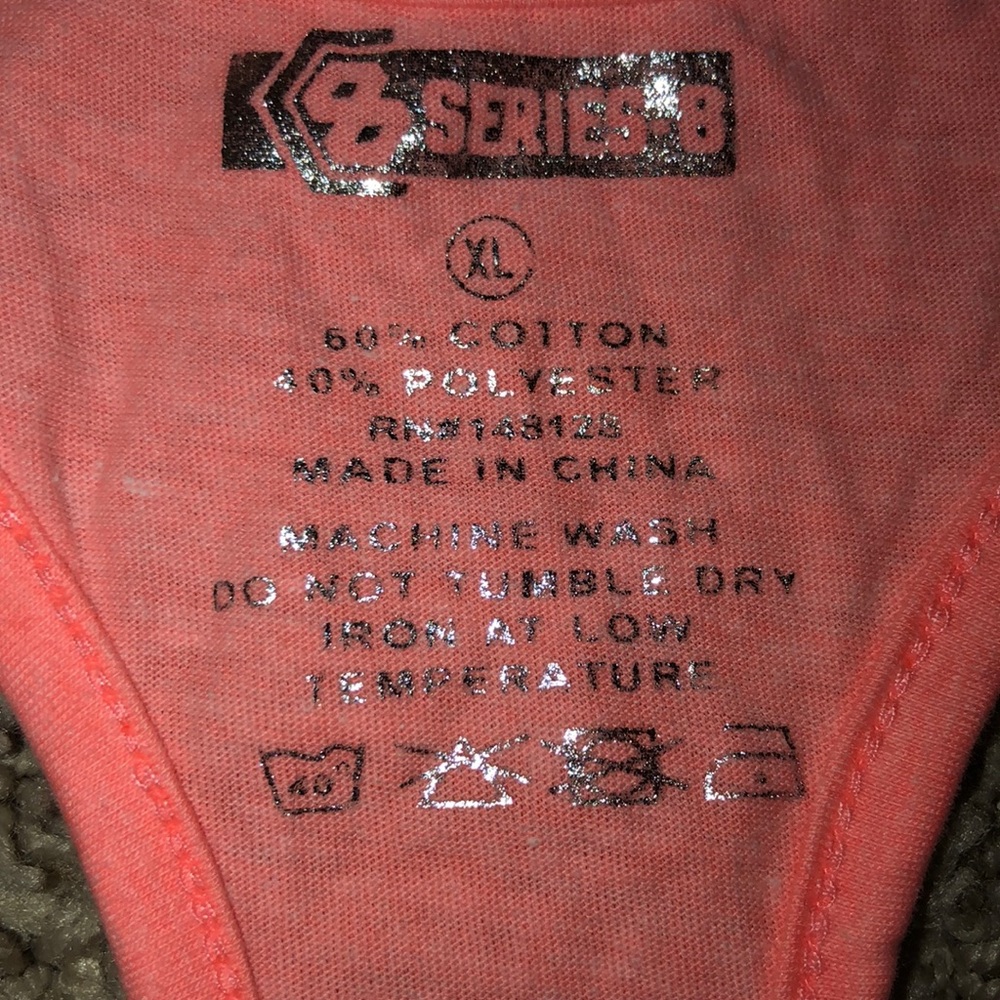 SERIES-8
XL
60% COTTON
40% POLYESTER
RN#148128
MADE IN CHINA
MACHINE WASH
DO NOT TUMBLE DRY
IRON AT LOW
TEMPERATURE
40°